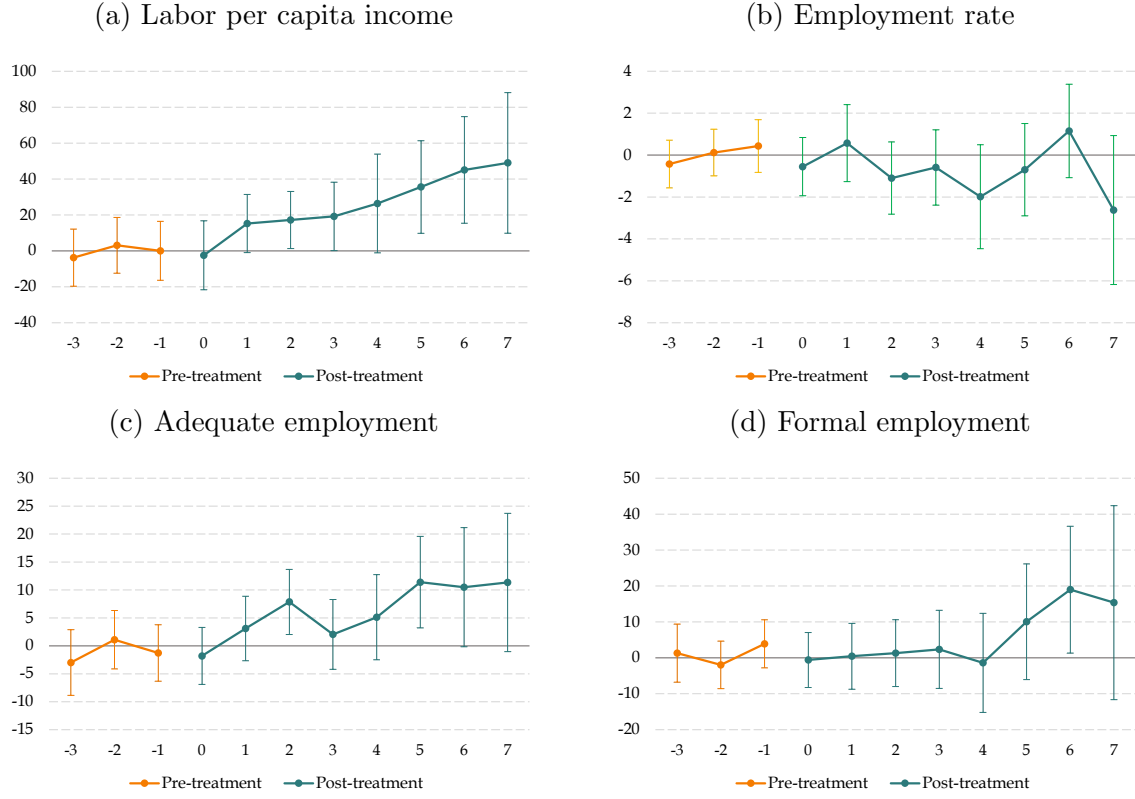 (a) Labor per capita income
100
80
60
40
20
0
-20
-40
-3 -2 -1 0 1 2 3 4 5 6 7
Pre-treatment Post-treatment
(b) Employment rate
4
2
0
-2
-4
-6
-8
-3 -2 -1 0 1 2 3 4 5 6 7
Pre-treatment Post-treatment
(c) Adequate employment
30
25
20
15
10
5
0
-5
-10
-15
-3 -2 -1 0 1 2 3 4 5 6 7
Pre-treatment Post-treatment
(d) Formal employment
50
40
30
20
10
0
-10
-20
-3 -2 -1 0 1 2 3 4 5 6 7
Pre-treatment Post-treatment